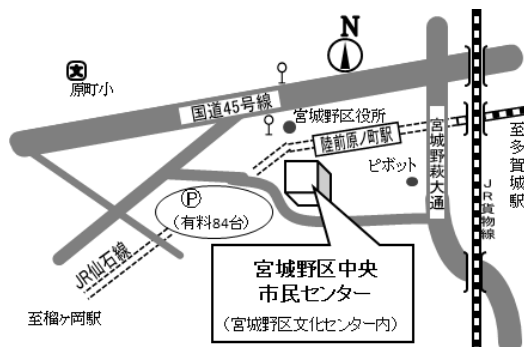 N
文
原町小
国道45号線
宮城野区役所
陸前原ノ町駅
宮城野萩大通
至多賀城駅
JR貨物線
ピボット
P
(有料84台)
JR仙石線
至榴ヶ岡駅
宮城野区中央
市民センター
(宮城野区文化センター内)